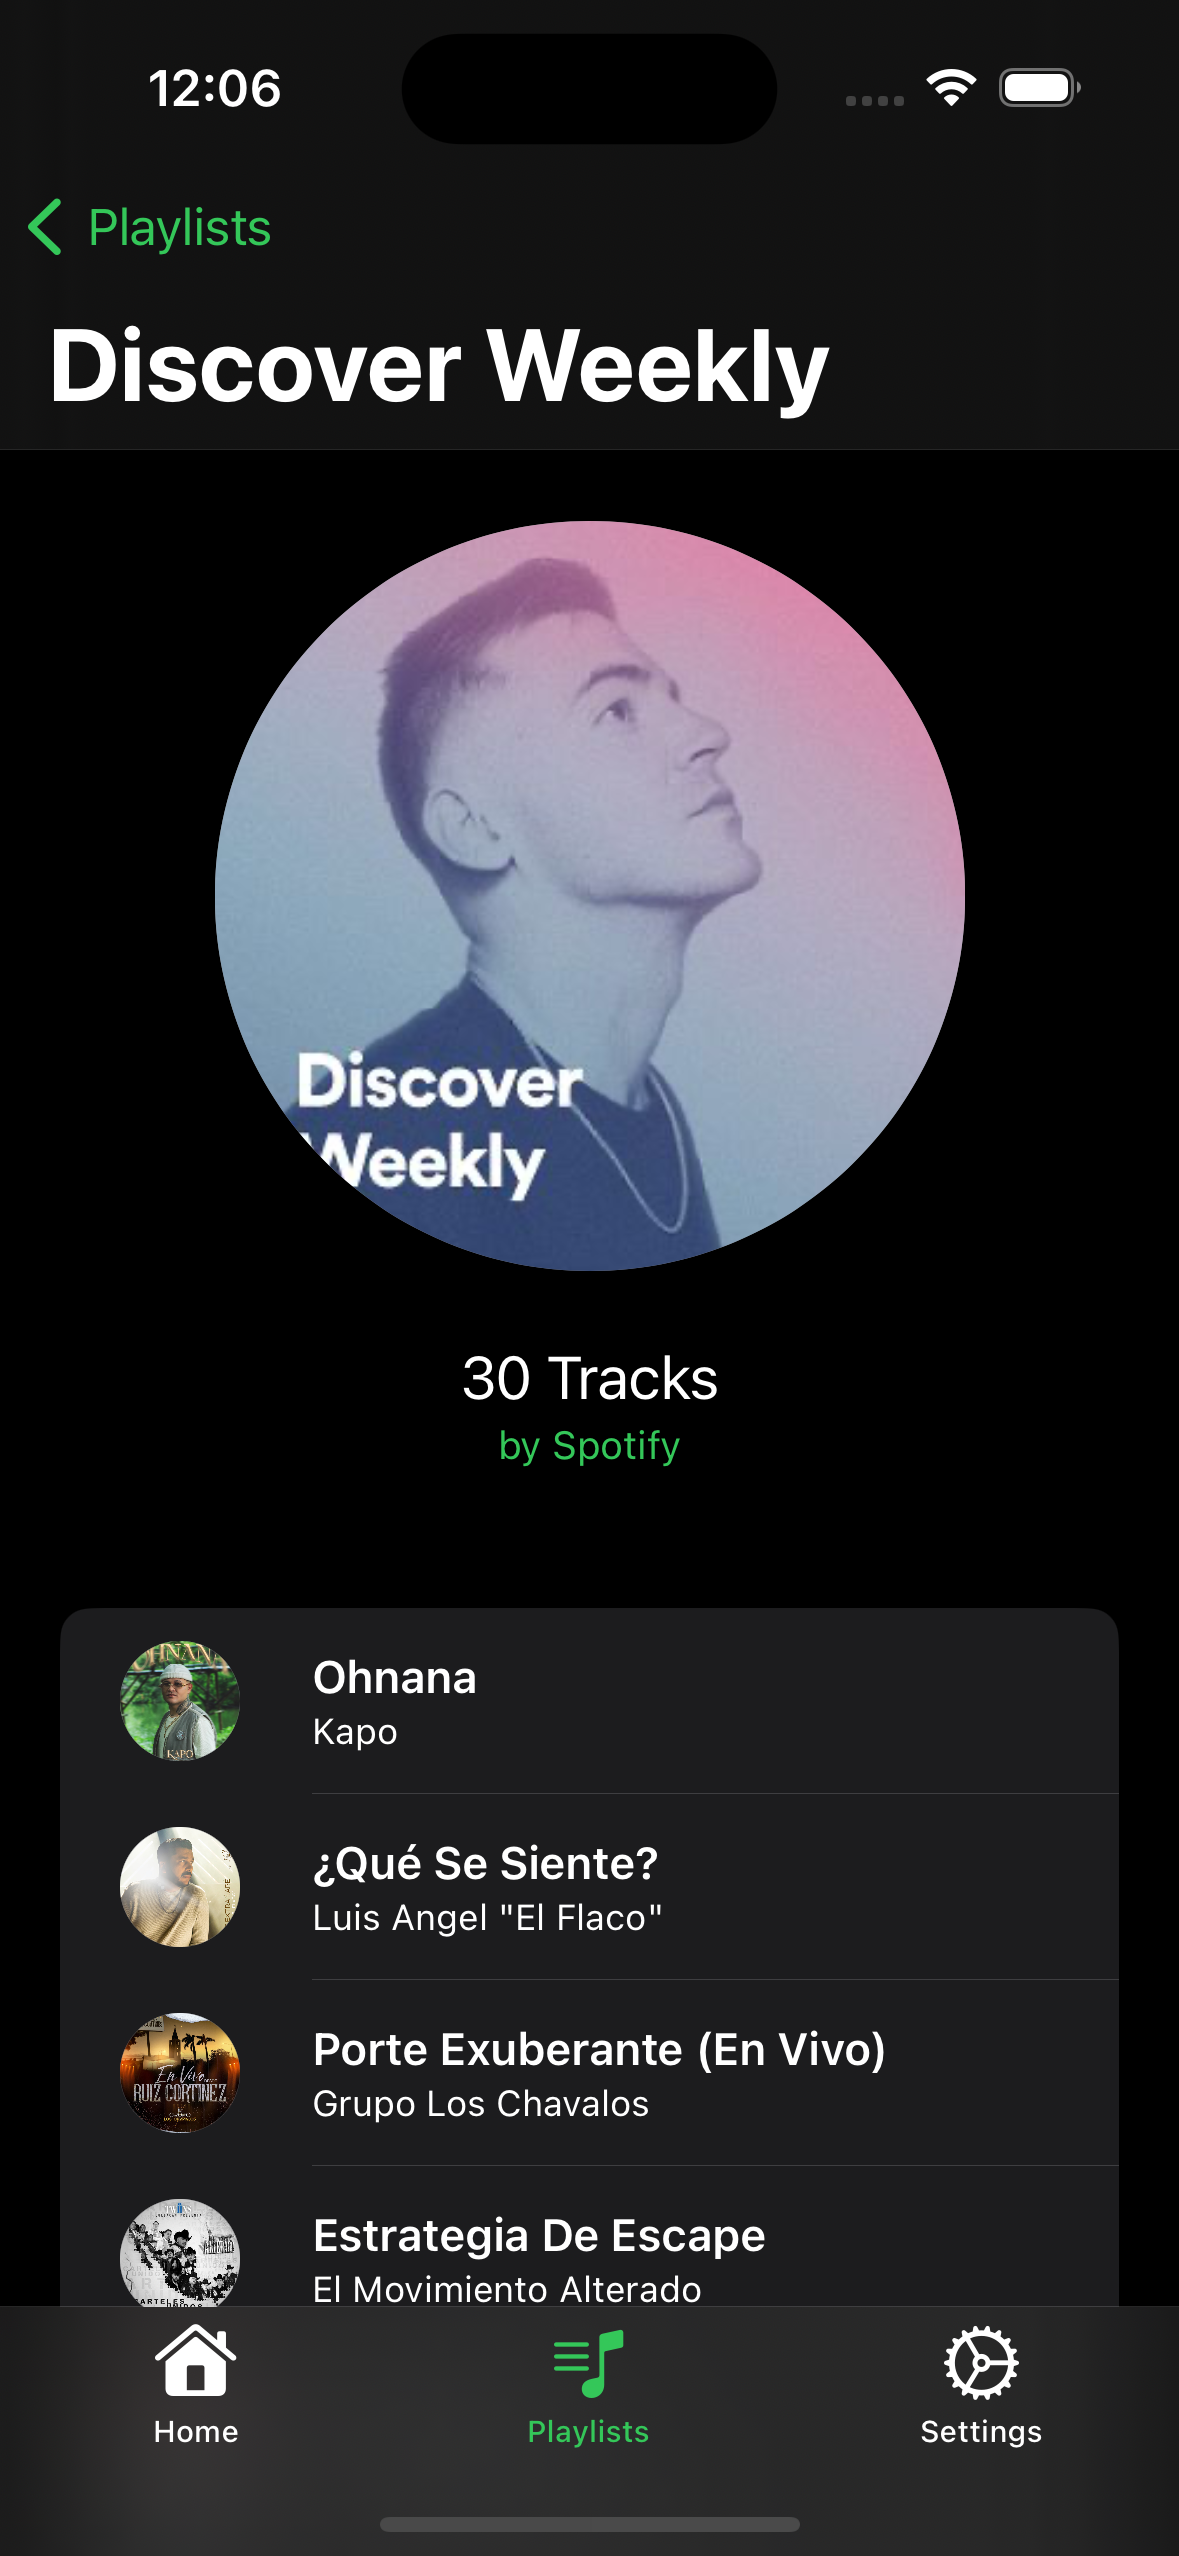 12:06
Playlists
Discover Weekly
Discover
Weekly
30 Tracks
by Spotify
OHNANA
KAPO
Ohnana
Kapo
¿Qué Se Siente?
Luis Angel "El Flaco"
En Vivo
RUIZ CORTINEZ
Porte Exuberante (En Vivo)
Grupo Los Chavalos
Estrategia De Escape
El Movimiento Alterado
Home
Playlists
Settings